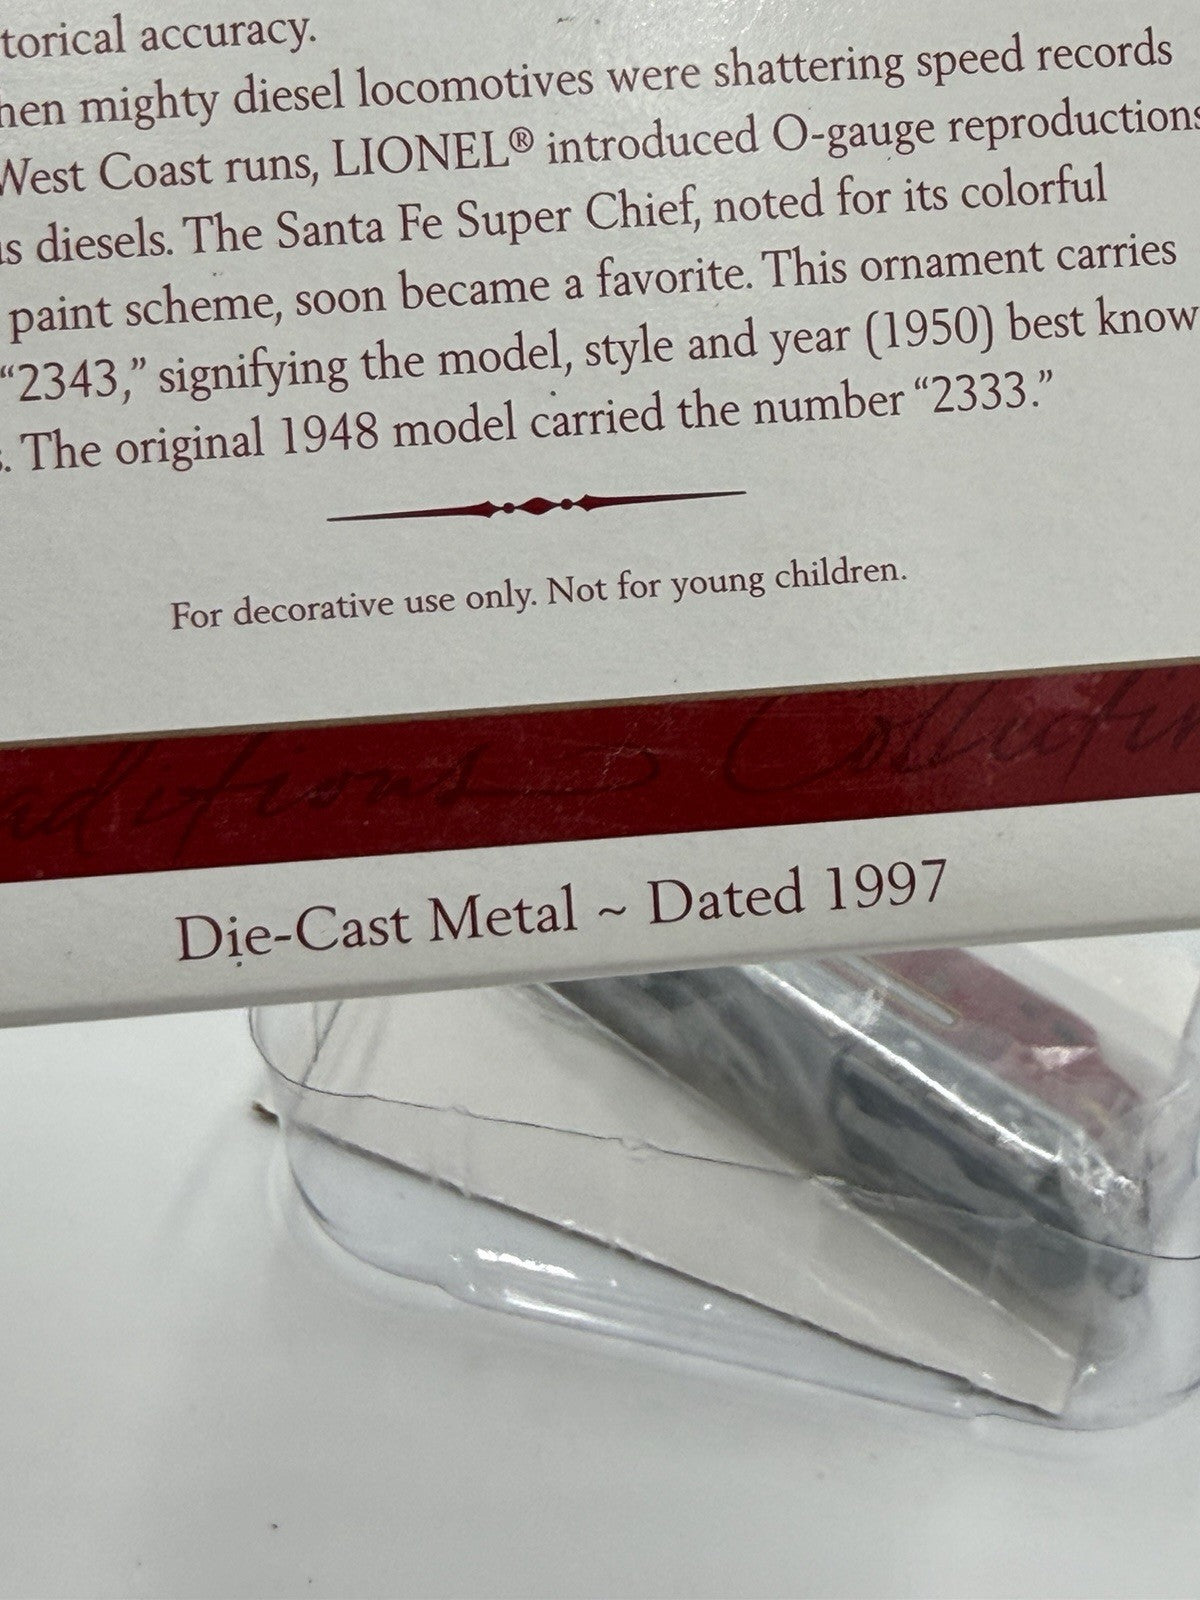 torical accuracy.
hen mighty diesel locomotives were shattering speed records
West Coast runs, LIONEL® introduced O-gauge reproductions
us diesels. The Santa Fe Super Chief, noted for its colorful
paint scheme, soon became a favorite. This ornament carries
“2343,” signifying the model, style and year (1950) best know
s. The original 1948 model carried the number “2333.”
For decorative use only. Not for young children.
aditions Collectin
Die-Cast Metal ~ Dated 1997